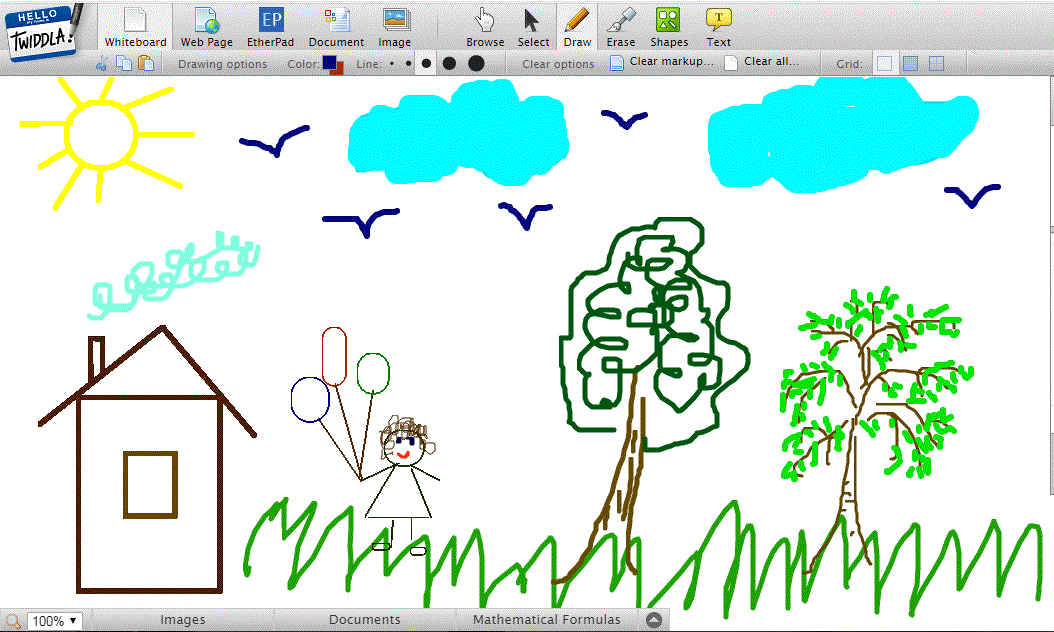 HELLO
TWIDDLA!
Whiteboard
Web Page
EP
EtherPad
Document
Image
Browse
Select
Draw
Erase
Shapes
T
Text
Drawing options
Color:
Line:
Clear options
Clear markup...
Clear all...
Grid:
100% ▼
Images
Documents
Mathematical Formulas